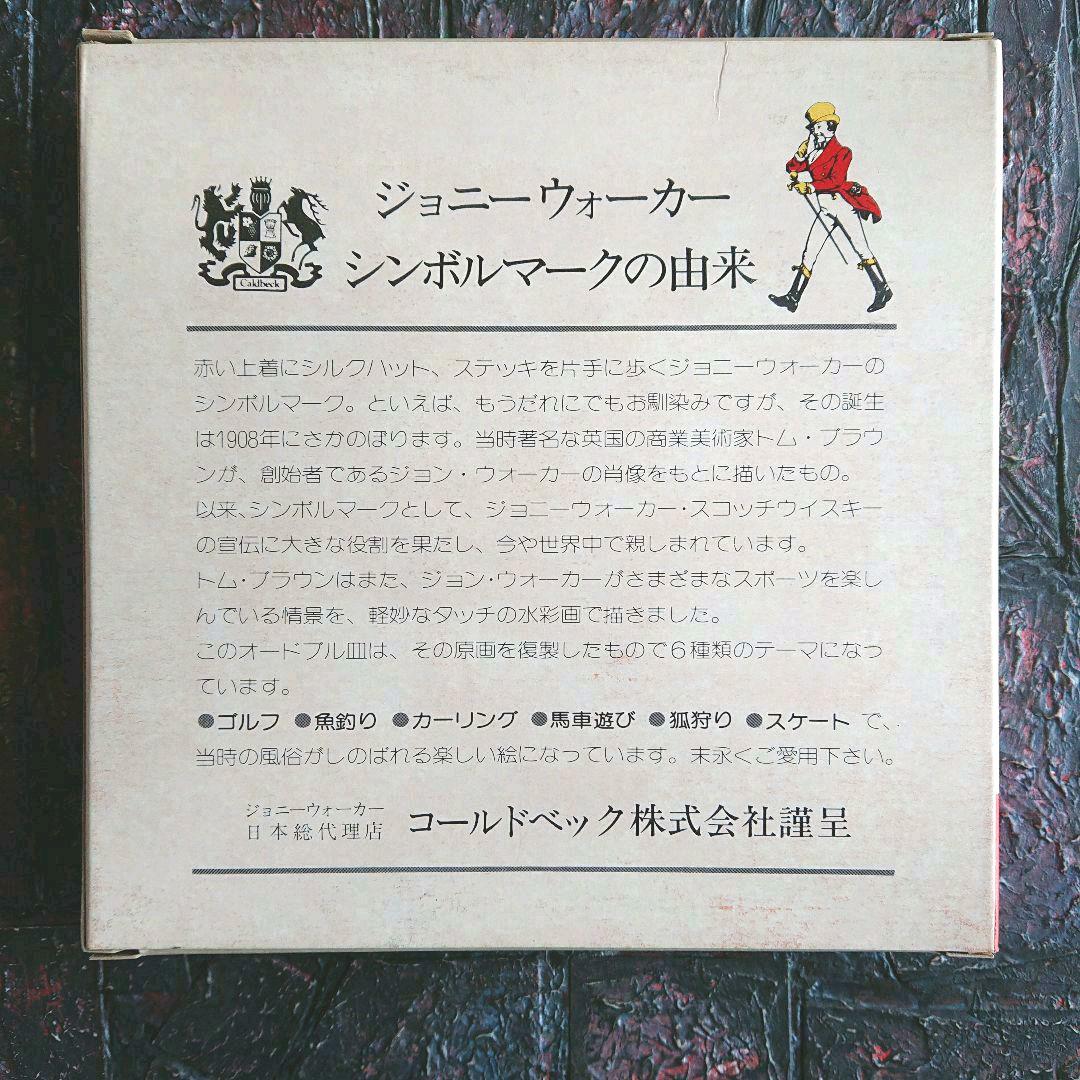 ジョニーウォーカー
シンボルマークの由来
Caldbeck
赤い上着にシルクハット、ステッキを片手に歩くジョニーウォーカーの
シンボルマーク。といえば、もうだれにでもお馴染みですが、その誕生
は1908年にさかのぼります。当時著名な英国の商業美術家トム・ブラウ
ンが、創始者であるジョン・ウォーカーの肖像をもとに描いたもの。
以来、シンボルマークとして、ジョニーウォーカー・スコッチウイスキー
の宣伝に大きな役割を果たし、今や世界中で親しまれています。
トム・ブラウンはまた、ジョン・ウォーカーがさまざまなスポーツを楽し
んでいる情景を、軽妙なタッチの水彩画で描きました。
このオードブル皿は、その原画を復製したもので6種類のテーマになっ
ています。
●ゴルフ ●魚釣り ●カーリング ●馬車遊び ●狐狩り ●スケート で、
当時の風俗がしのばれる楽しい絵になっています。末永くご愛用下さい。
ジョニーウォーカー
日本総代理店 コールドベック株式会社謹呈